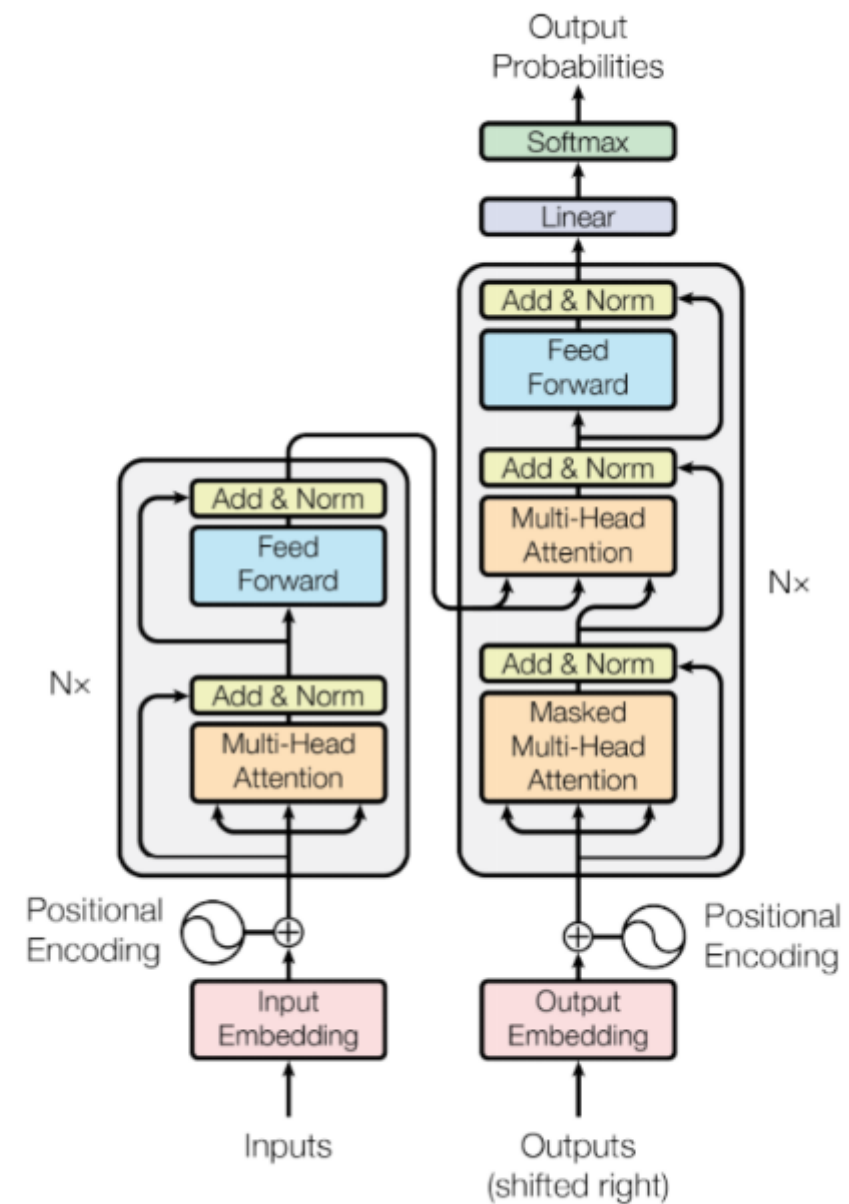 Output
Probabilities
Softmax
Linear
Add & Norm
Feed
Forward
Add & Norm
Multi-Head
Attention
Nx
Add & Norm
Masked
Multi-Head
Attention
Add & Norm
Feed
Forward
Nx
Add & Norm
Multi-Head
Attention
Positional
Encoding
Positional
Encoding
Input
Embedding
Output
Embedding
Inputs
Outputs
(shifted right)